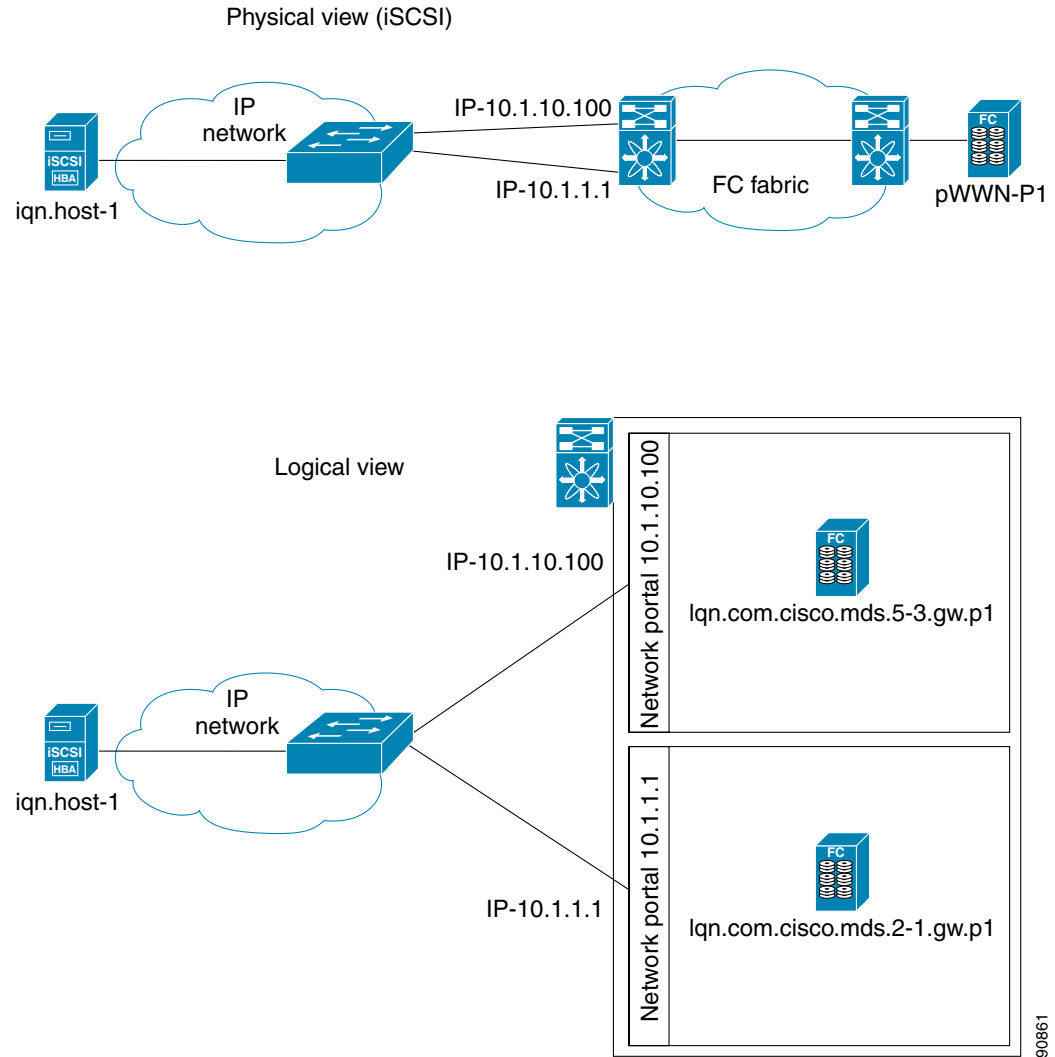 Physical view (iSCSI)
IP
network
IP-10.1.10.100
iSCSI
HBA
iqn.host-1
IP-10.1.1.1
FC fabric
FC
pWWN-P1
Logical view
IP-10.1.10.100
Network portal 10.1.10.100
FC
Iqn.com.cisco.mds.5-3.gw.p1
IP
network
iSCSI
HBA
iqn.host-1
IP-10.1.1.1
Network portal 10.1.1.1
FC
Iqn.com.cisco.mds.2-1.gw.p1
90861